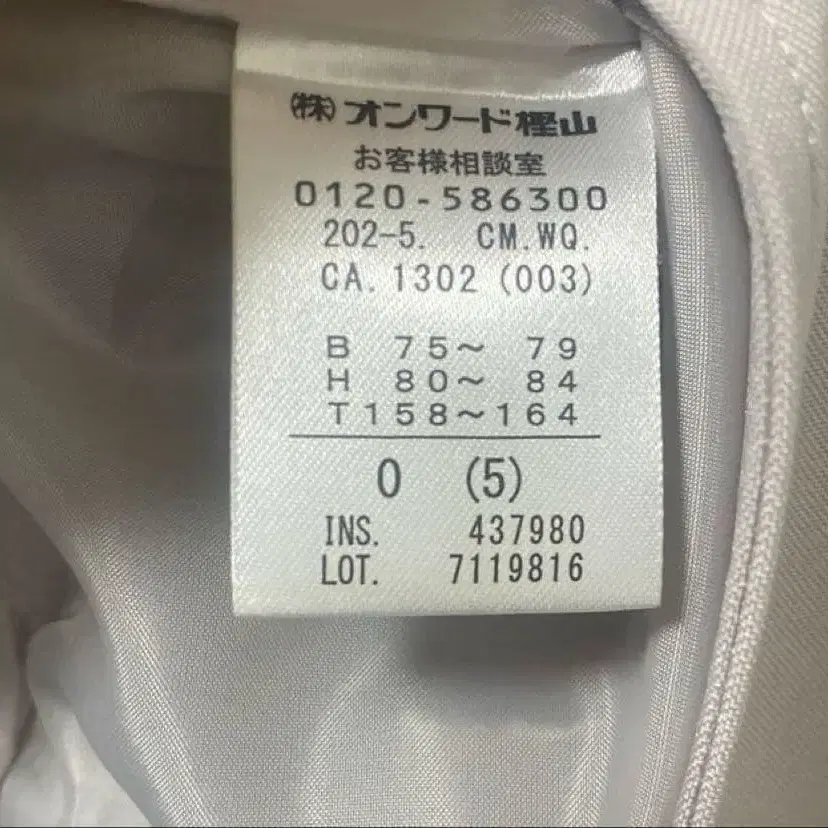 ㈱オンワード樫山
お客様相談室
0120-586300
202-5. CM.WQ.
CA.1302(003)
B 75〜 79
H 80〜 84
T158〜164
0 (5)
INS. 437980
LOT. 7119816